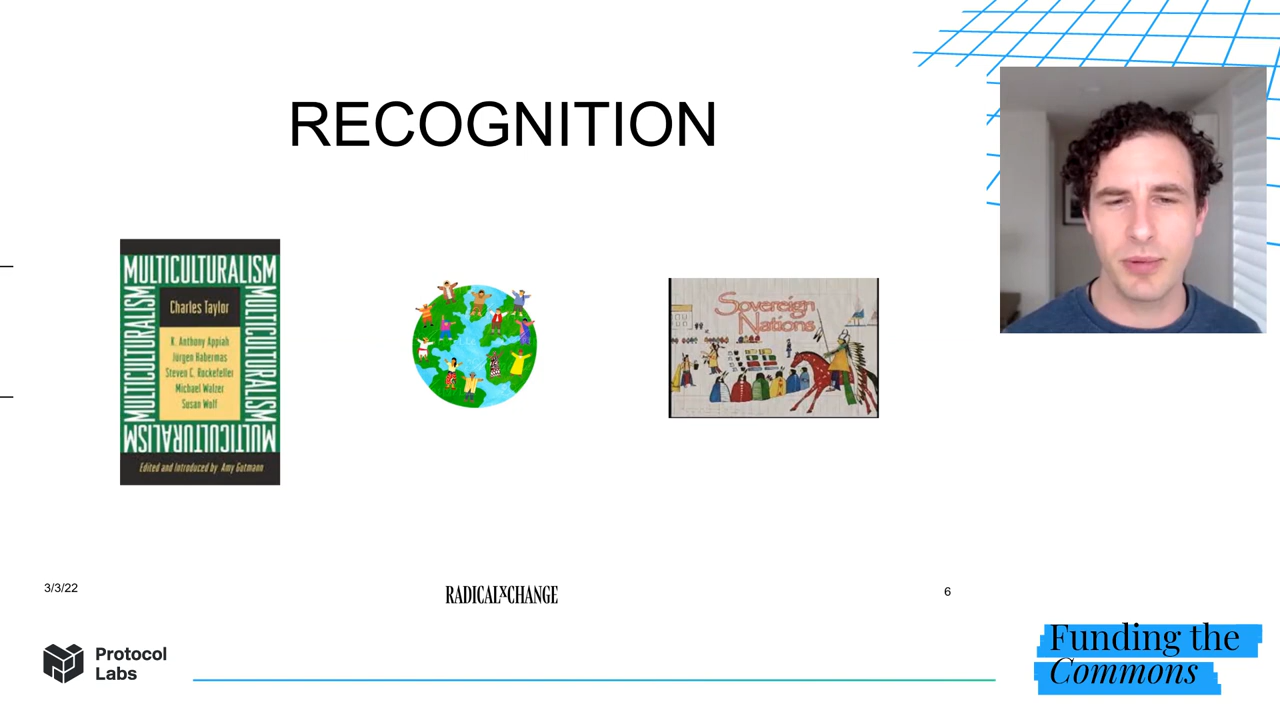 RECOGNITION
MULTICULTURALISM
MULTICULTURALISM
MULTICULTURALISM
Charles Taylor
K. Anthony Appiah
Jürgen Habermas
Steven C. Rockefeller
Michael Walzer
Susan Wolf
MULTICULTURALISM
Edited and Introduced by Amy Gutmann
Sovereign
Nations
3/3/22
RADICALXCHANGE
6
Protocol
Labs
Funding the
Commons